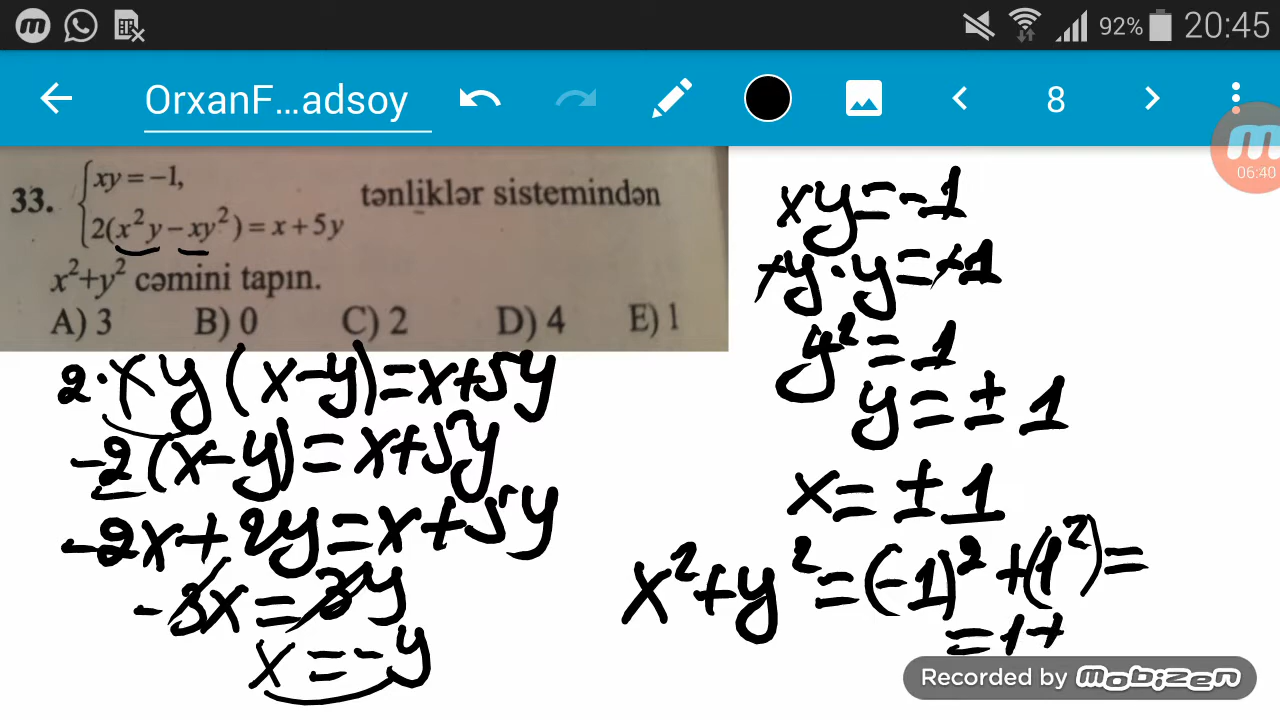 92% 20:45
OrxanF...adsoy 8
06:40
33. { xy = −1,
2(x²y − xy²) = x + 5y
tənliklər sistemindən
x²+y² cəmini tapın.
A) 3 B) 0 C) 2 D) 4 E) 1
2·xy(x−y)=x+5y
−2(x−y)=x+5y
−2x+2y=x+5y
−3x=3y
x=−y
xy=−1
+y·y=+1
y²=1
y=±1
x=±1
x²+y²=(−1)²+(1²)=
=1+
Recorded by MOBIZEN